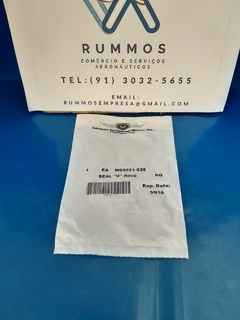 RUMMOS
COMÉRCIO E SERVIÇOS
AERONÁUTICOS
TEL:(91) 3032-5655
EMAIL:
RUMMOSEMPRESA@GMAIL.COM
1 EA MS9021-028
SEAL "O" RING
Exp. Date: